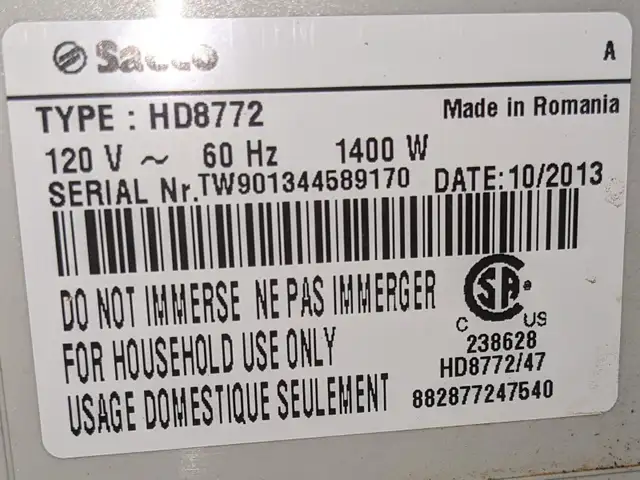 Saeco
A
TYPE : HD8772
Made in Romania
120 V ~ 60 Hz 1400 W
SERIAL Nr.TW901344589170 DATE:10/2013
DO NOT IMMERSE NE PAS IMMERGER
FOR HOUSEHOLD USE ONLY
USAGE DOMESTIQUE SEULEMENT
SA®
C US
238628
HD8772/47
882877247540